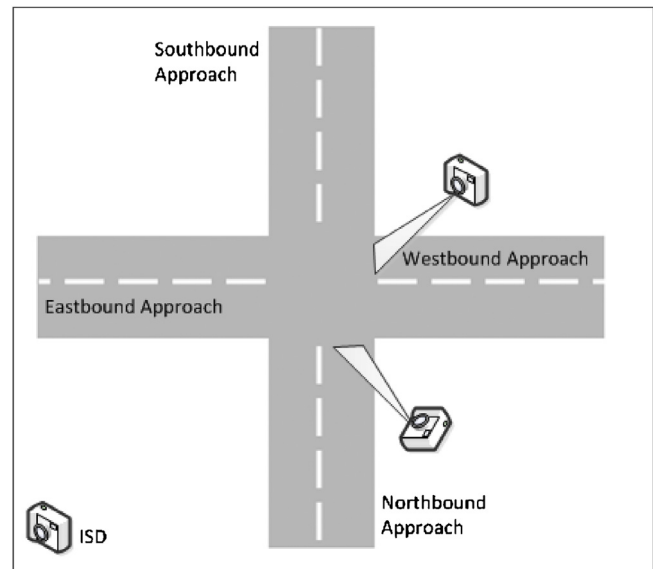 Southbound
Approach
Westbound Approach
Eastbound Approach
Northbound
Approach
ISD